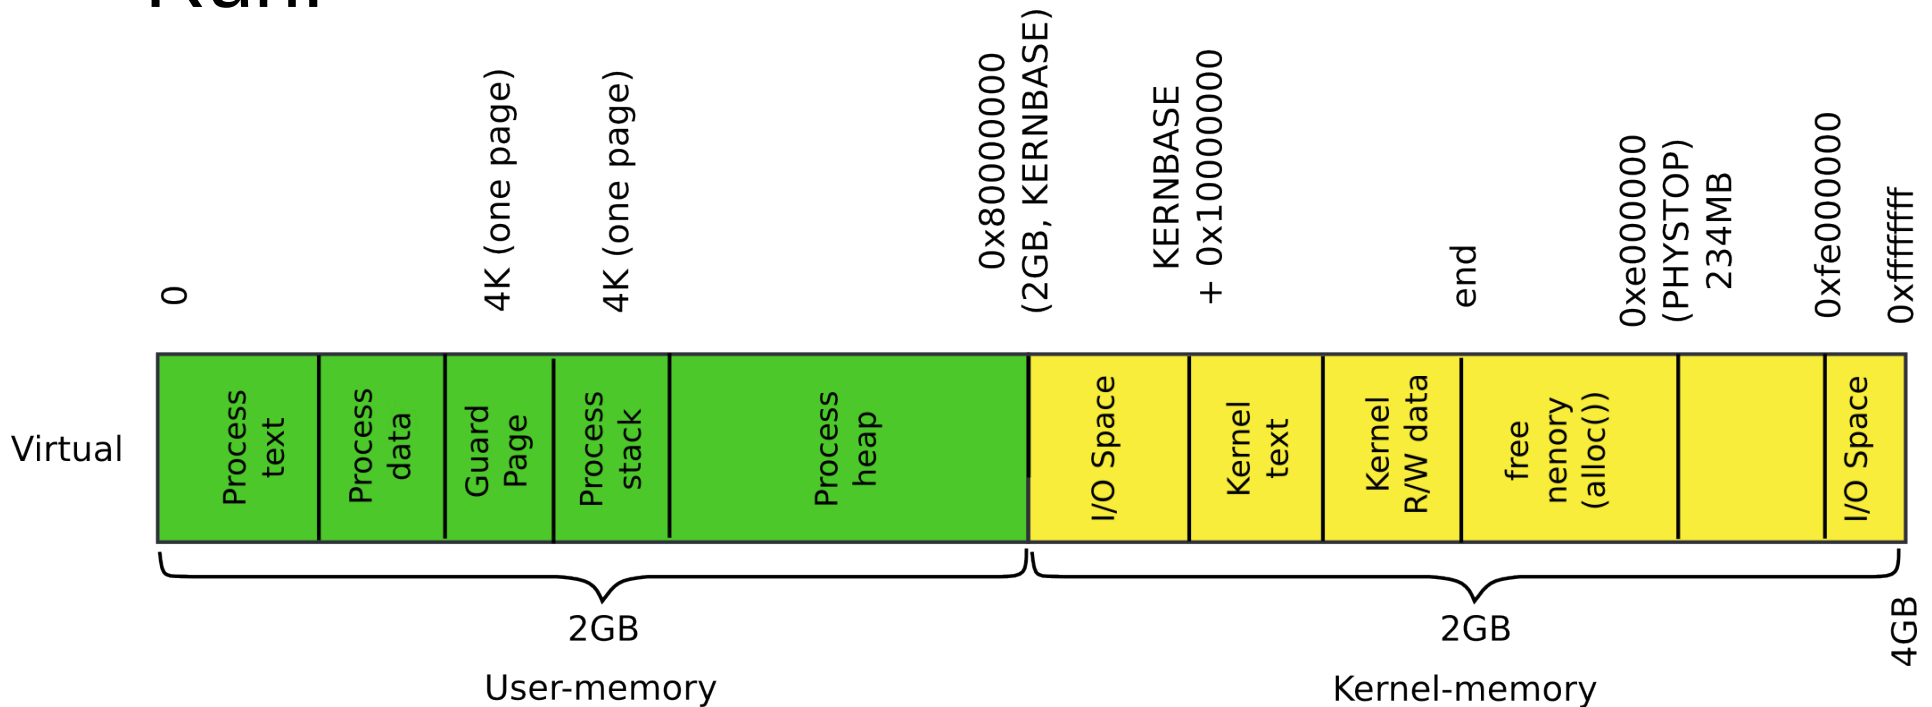 0
4K (one page)
4K (one page)
0x80000000
(2GB, KERNBASE)
KERNBASE
+ 0x10000000
end
0xe000000
(PHYSTOP)
234MB
0xfe000000
0xffffffff
Virtual
Process
text
Process
data
Guard
Page
Process
stack
Process
heap
I/O Space
Kernel
text
Kernel
R/W data
free
nenory
(alloc())
I/O Space
2GB
2GB
4GB
User-memory
Kernel-memory